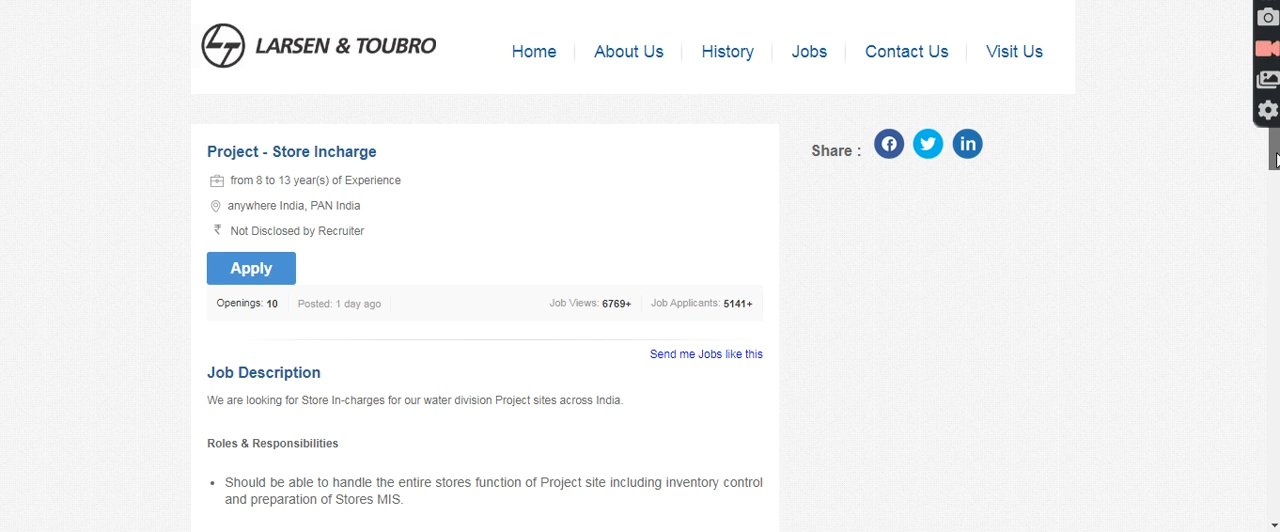 LARSEN & TOUBRO
Home
About Us
History
Jobs
Contact Us
Visit Us
Project - Store Incharge
from 8 to 13 year(s) of Experience
anywhere India, PAN India
₹ Not Disclosed by Recruiter
Apply
Openings: 10 Posted: 1 day ago Job Views: 6769+ Job Applicants: 5141+
Send me Jobs like this
Job Description
We are looking for Store In-charges for our water division Project sites across India.
Roles & Responsibilities
• Should be able to handle the entire stores function of Project site including inventory control
and preparation of Stores MIS.
Share :